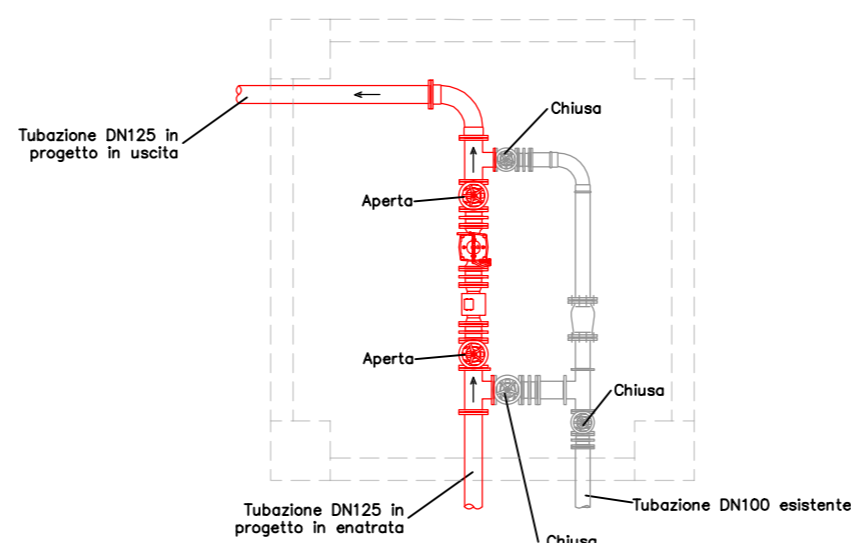 Chiusa
Tubazione DN125 in
progetto in uscita
Aperta
Aperta
Chiusa
Tubazione DN125 in
progetto in enatrata
Tubazione DN100 esistente
Chiusa